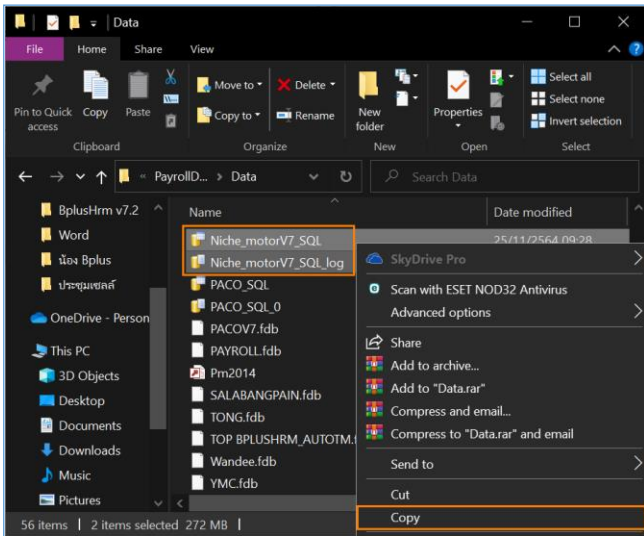 Data
File Home Share View
Pin to Quick access
Copy
Paste
Clipboard
Move to
Copy to
Delete
Rename
Organize
New folder
New
Properties
Open
Select all
Select none
Invert selection
Select
« PayrollD... > Data
Search Data
Name
Date modified
BplusHrm v7.2
Word
น้อง Bplus
ประชุมเซลล์
OneDrive - Person
This PC
3D Objects
Desktop
Documents
Downloads
Music
Pictures
Niche_motorV7_SQL
25/11/2564 09:28
Niche_motorV7_SQL_log
PACO_SQL
PACO_SQL_0
PACOV7.fdb
PAYROLL.fdb
Pm2014
SALABANGPAIN.fdb
TONG.fdb
TOP BPLUSHRM_AUTOTM.f
Wandee.fdb
YMC.fdb
SkyDrive Pro
Scan with ESET NOD32 Antivirus
Advanced options
Share
Add to archive...
Add to "Data.rar"
Compress and email...
Compress to "Data.rar" and email
Send to
Cut
Copy
56 items
2 items selected 272 MB